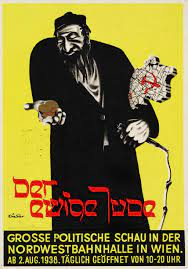 Der
ewige Jude
GROSSE POLITISCHE SCHAU IN DER
NORDWESTBAHNHALLE IN WIEN.
AB 2. AUG. 1938. TÄGLICH GEÖFFNET VON 10-20 UHR